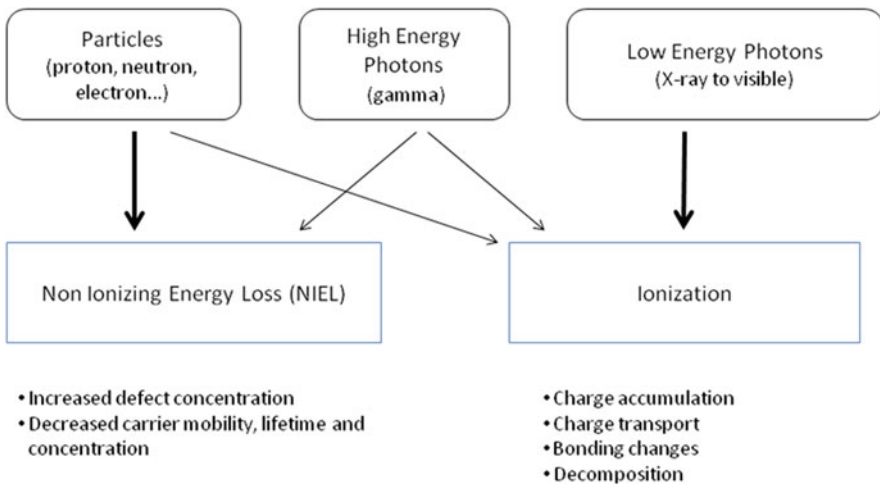 Particles
(proton, neutron,
electron...)
High Energy
Photons
(gamma)
Low Energy Photons
(X-ray to visible)
Non Ionizing Energy Loss (NIEL)
Ionization
• Increased defect concentration
• Decreased carrier mobility, lifetime and
concentration
• Charge accumulation
• Charge transport
• Bonding changes
• Decomposition